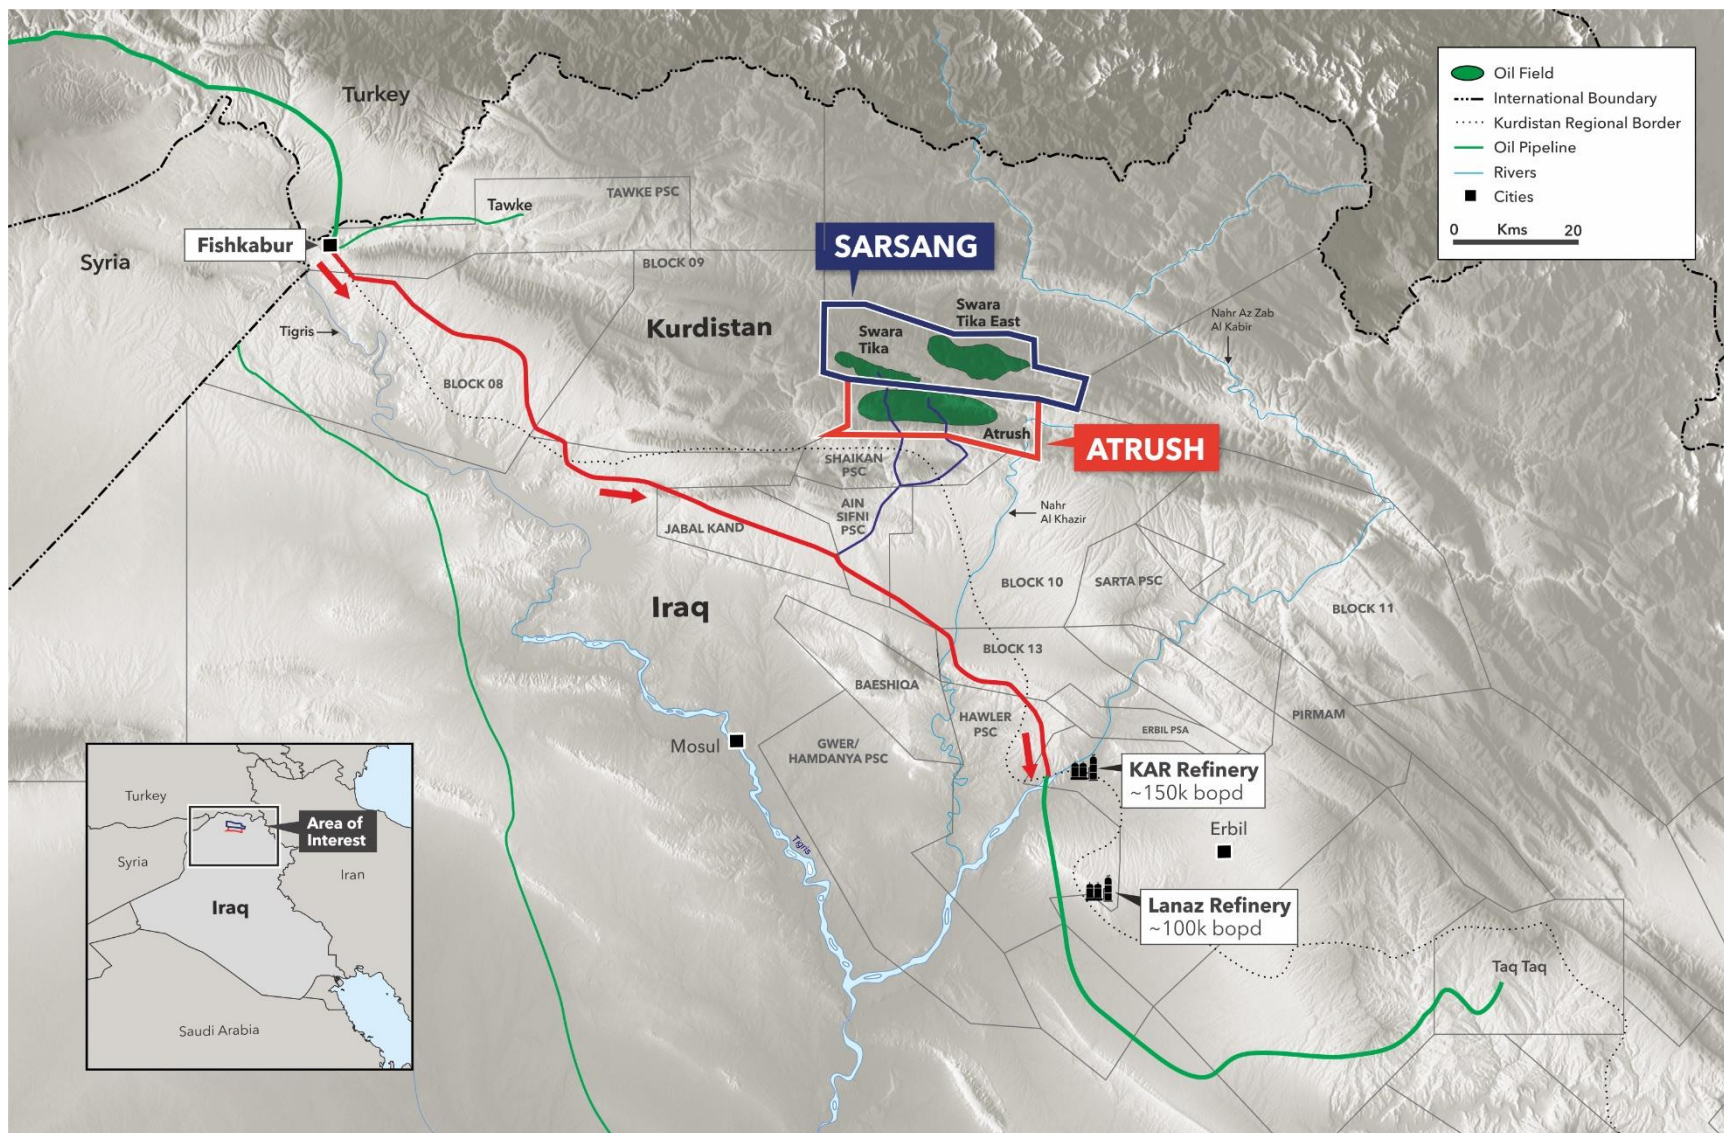 Turkey
Oil Field
International Boundary
Kurdistan Regional Border
Oil Pipeline
Rivers
Cities
0 Kms 20
TAWKE PSC
Tawke
Fishkabur
Syria
SARSANG
BLOCK 09
Swara
Tika East
Swara
Tika
Kurdistan
Tigris
Nahr Az Zab
Al Kabir
BLOCK 08
Atrush
ATRUSH
SHAIKAN
PSC
AIN
SIFNI
PSC
JABAL KAND
Nahr
Al Khazir
BLOCK 10
SARTA PSC
BLOCK 11
Iraq
BLOCK 13
BAESHIQA
HAWLER
PSC
PIRMAM
ERBIL PSA
Mosul
GWER/
HAMDANYA PSC
KAR Refinery
~150k bopd
Erbil
Tigris
Lanaz Refinery
~100k bopd
Taq Taq
Turkey
Area of
Interest
Syria
Iran
Iraq
Saudi Arabia